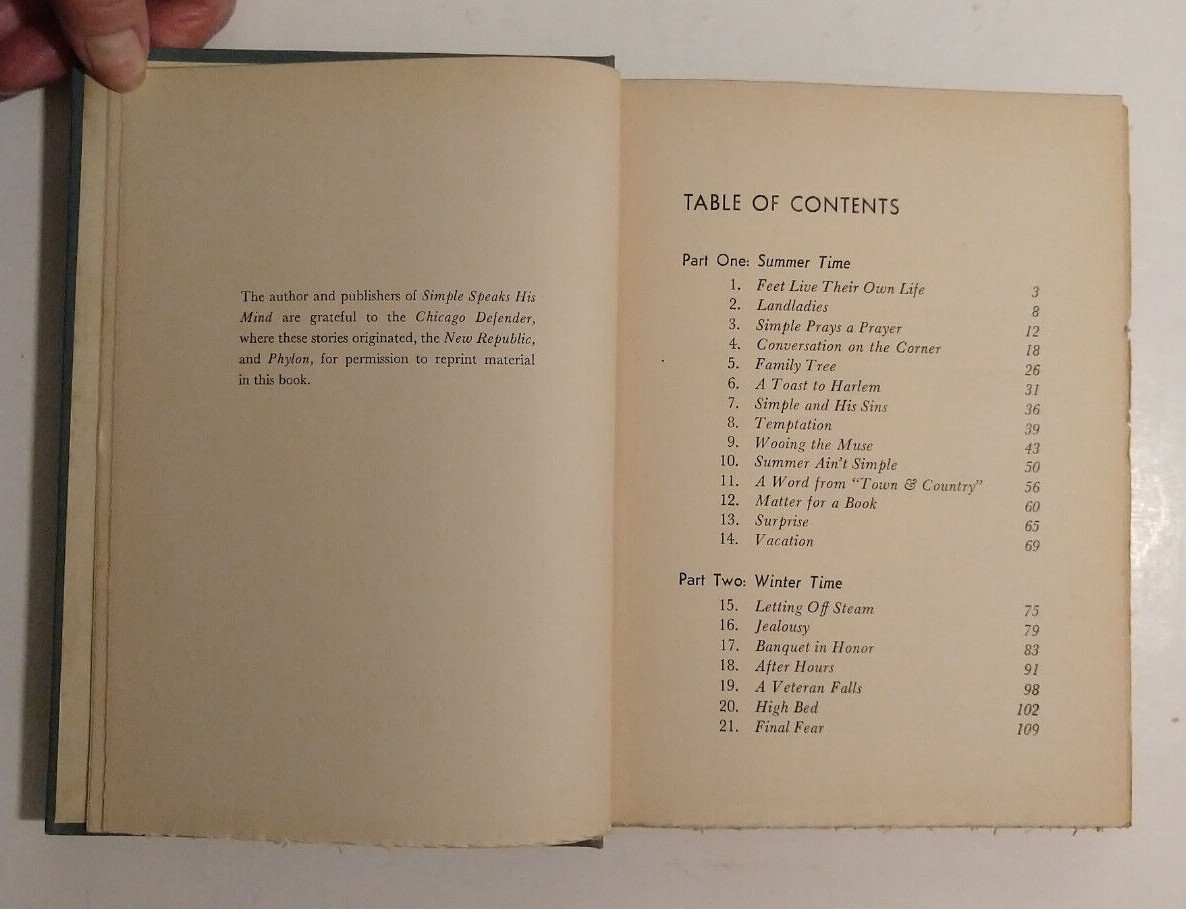 The author and publishers of Simple Speaks His
Mind are grateful to the Chicago Defender,
where these stories originated, the New Republic,
and Phylon, for permission to reprint material
in this book.
TABLE OF CONTENTS
Part One: Summer Time
1. Feet Live Their Own Life 3
2. Landladies 8
3. Simple Prays a Prayer 12
4. Conversation on the Corner 18
5. Family Tree 26
6. A Toast to Harlem 31
7. Simple and His Sins 36
8. Temptation 39
9. Wooing the Muse 43
10. Summer Ain't Simple 50
11. A Word from “Town & Country” 56
12. Matter for a Book 60
13. Surprise 65
14. Vacation 69
Part Two: Winter Time
15. Letting Off Steam 75
16. Jealousy 79
17. Banquet in Honor 83
18. After Hours 91
19. A Veteran Falls 98
20. High Bed 102
21. Final Fear 109